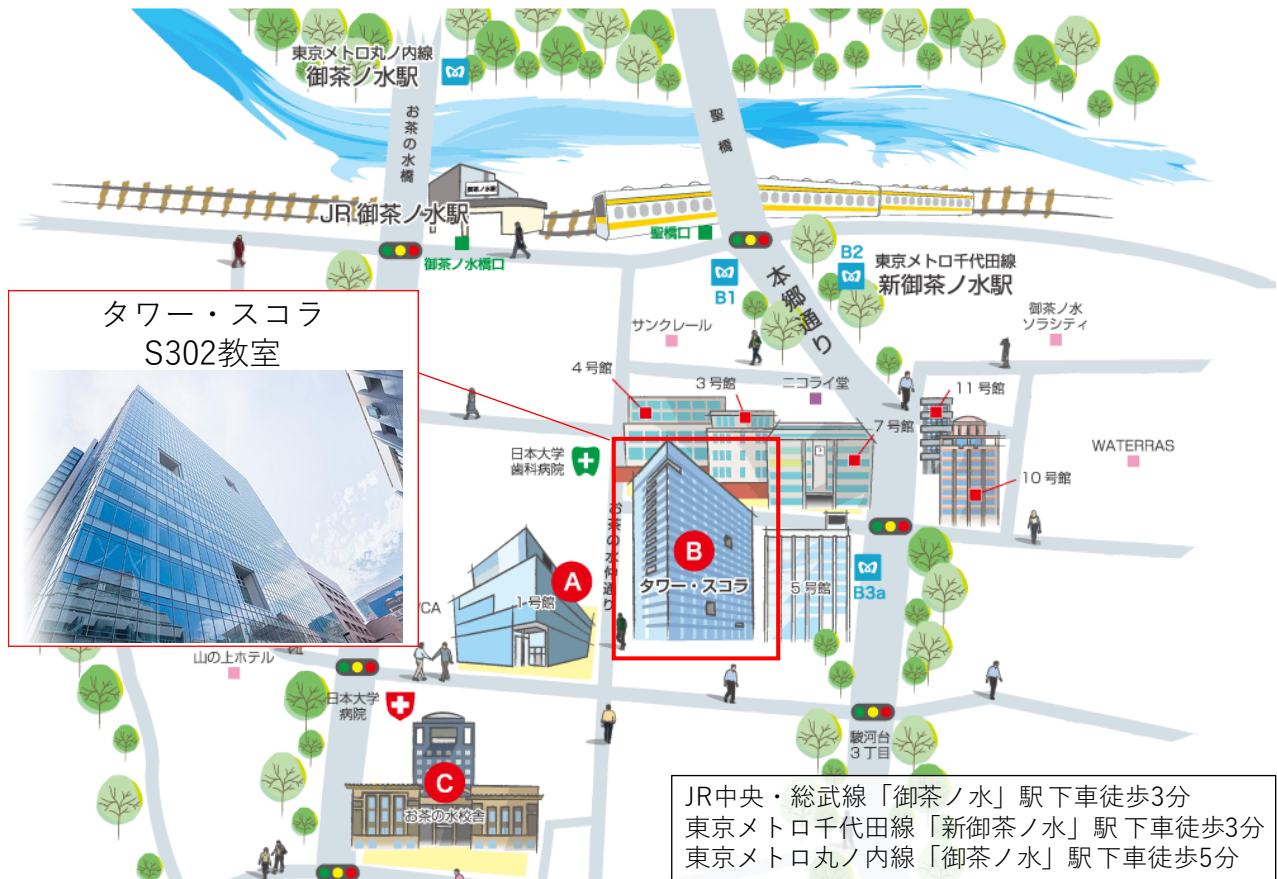 東京メトロ丸ノ内線
御茶ノ水駅
お茶の水橋
聖橋
御茶ノ水駅
JR 御茶ノ水駅
御茶ノ水橋口
聖橋口
B1
本郷通り
B2
東京メトロ千代田線
新御茶ノ水駅
タワー・スコラ
S302教室
サンクレール
御茶ノ水
ソラシティ
4号館
3号館
ニコライ堂
7号館
11号館
10号館
WATERRAS
日本大学
歯科病院
お茶の水仲通り
A
1号館
B
タワー・スコラ
5号館
B3a
山の上ホテル
日本大学
病院
駿河台
3丁目
C
お茶の水校舎
JR中央・総武線「御茶ノ水」駅 下車徒歩3分
東京メトロ千代田線「新御茶ノ水」駅 下車徒歩3分
東京メトロ丸ノ内線「御茶ノ水」駅 下車徒歩5分